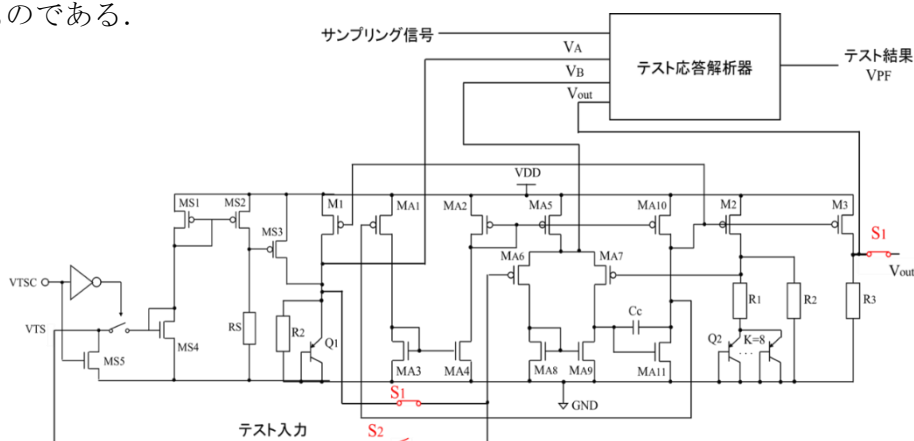 のである.
サンプリング信号
VA
VB
Vout
テスト応答解析器
テスト結果
VPF
VDD
MS1
MS2
MS3
M1
MA1
MA2
MA5
MA10
M2
M3
S1
MA6
MA7
Vout
VTSC
VTS
RS
R2
Q1
Cc
R1
R2
R3
MS4
MS5
MA3
MA4
MA8
MA9
MA11
Q2
K=8
...
S1
GND
テスト入力
S2